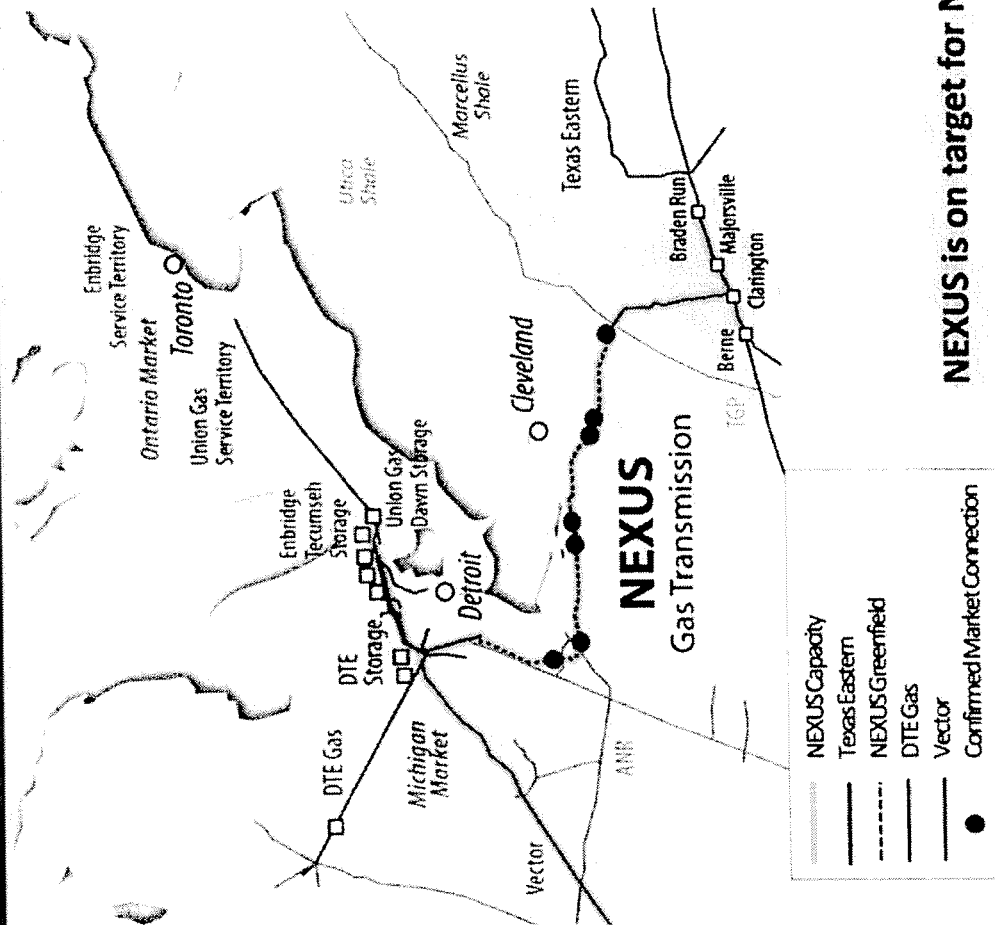 Enbridge
Service Territory
Ontario Market
Toronto
Union Gas
Service Territory
Utica
Shale
Marcellus
Shale
Enbridge
Tecumseh
Storage
Union Gas
Dawn Storage
Texas Eastern
DTE
Storage
Detroit
Cleveland
Braden Run
Majorsville
Clarington
Berne
TGP
DTE Gas
Michigan
Market
Vector
ANR
NEXUS
Gas Transmission
NEXUS Capacity
Texas Eastern
NEXUS Greenfield
DTE Gas
Vector
Confirmed Market Connection
NEXUS is on target for N